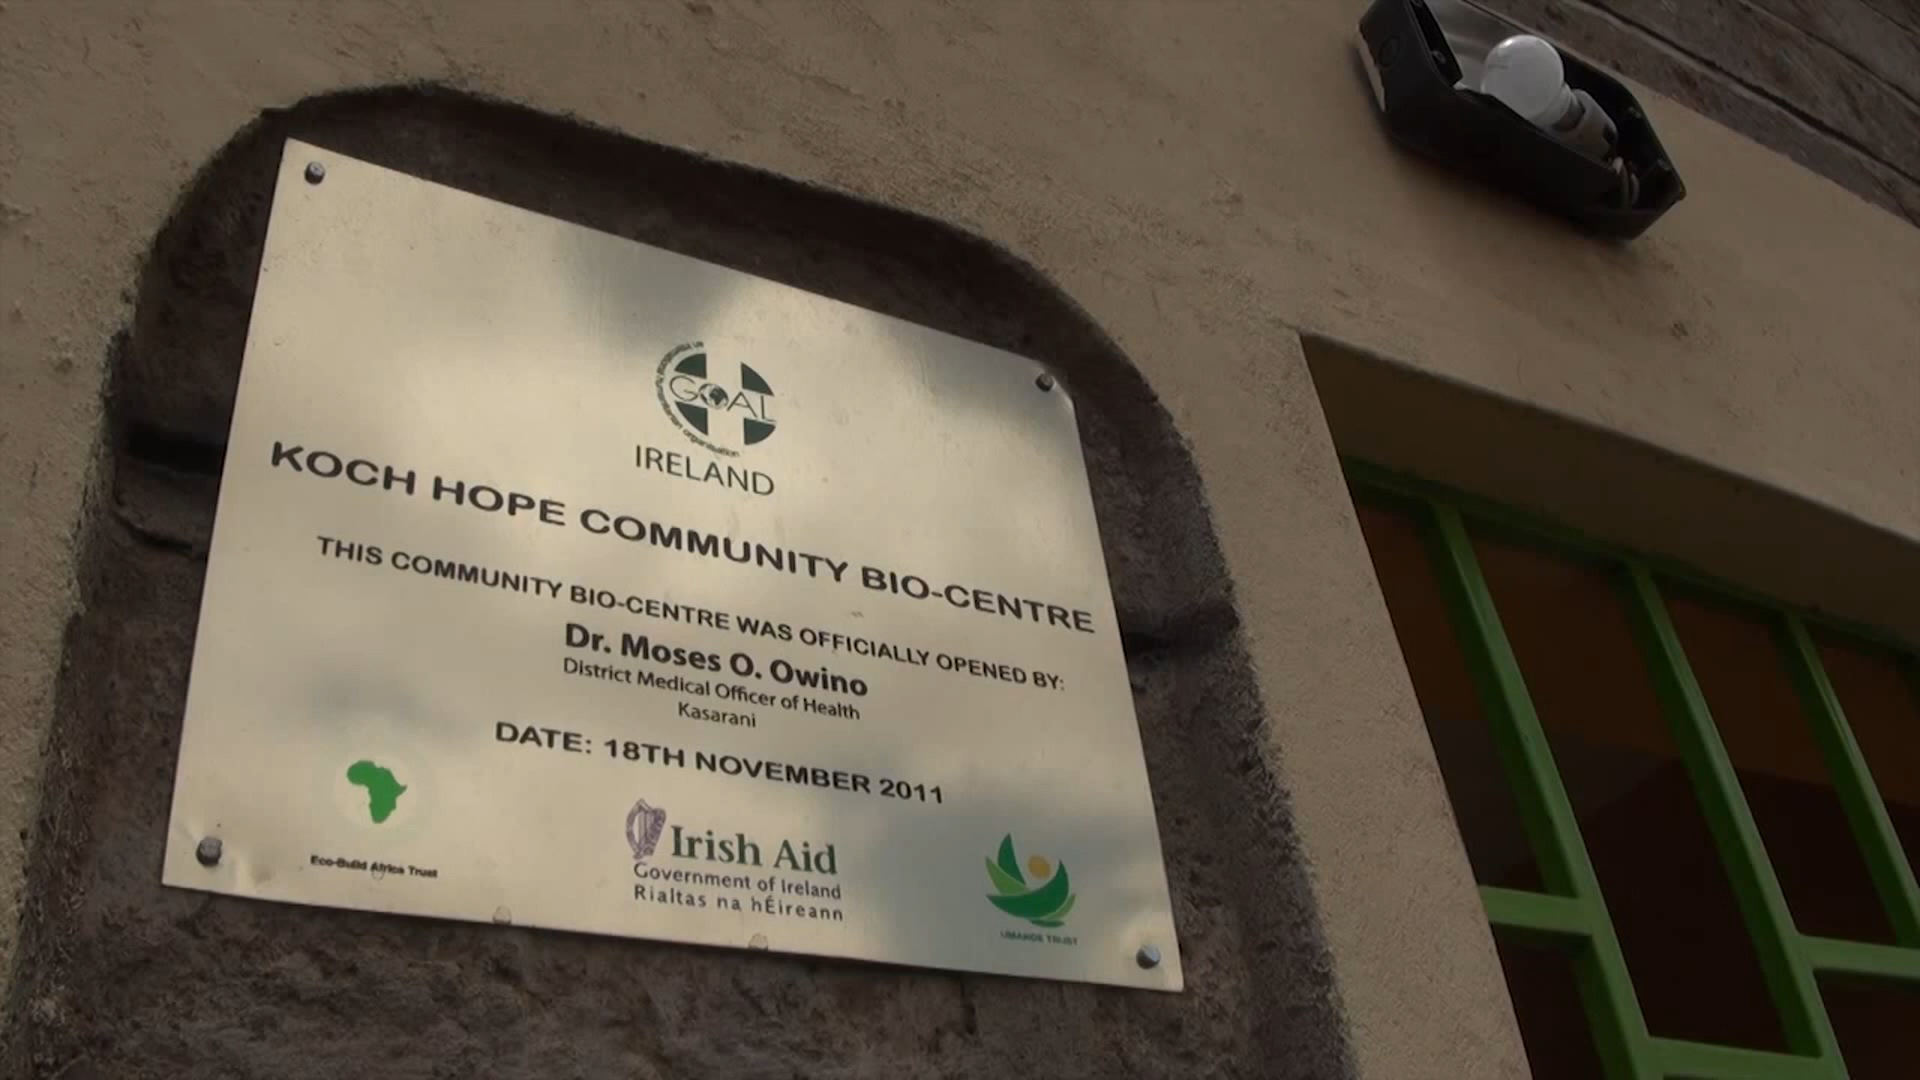 GOAL
IRELAND
KOCH HOPE COMMUNITY BIO-CENTRE
THIS COMMUNITY BIO-CENTRE WAS OFFICIALLY OPENED BY:
Dr. Moses O. Owino
District Medical Officer of Health
Kasarani
DATE: 18TH NOVEMBER 2011
Eco-Build Africa Trust
Irish Aid
Government of Ireland
Rialtas na hÉireann
UMANDE TRUST